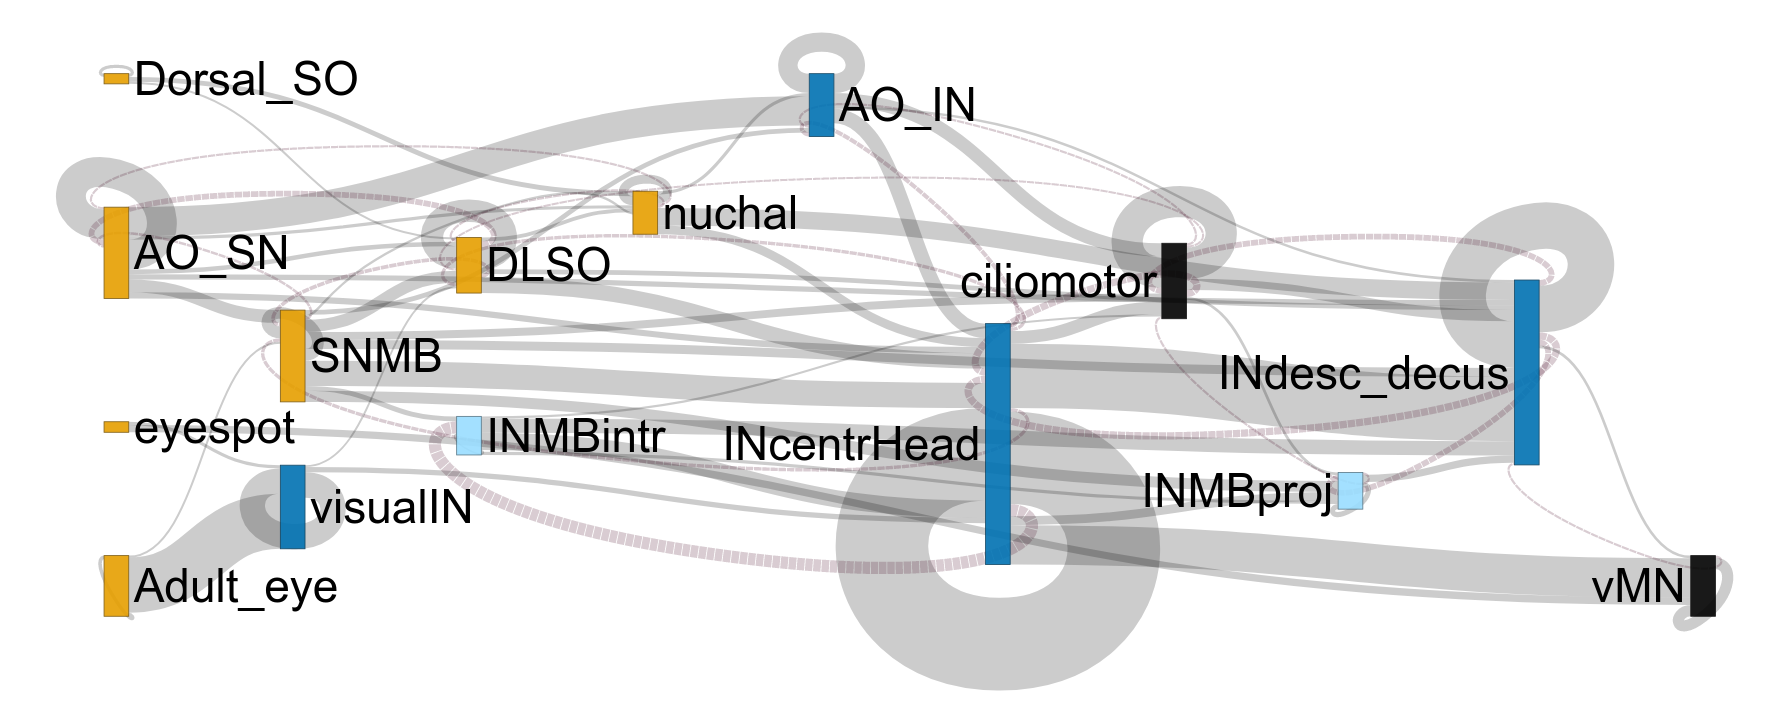 Dorsal_SO
AO_IN
AO_SN
nuchal
DLSO
ciliomotor
SNMB
INdesc_decus
eyespot
INMBintr
INcentrHead
INMBproj
visualIN
Adult_eye
vMN